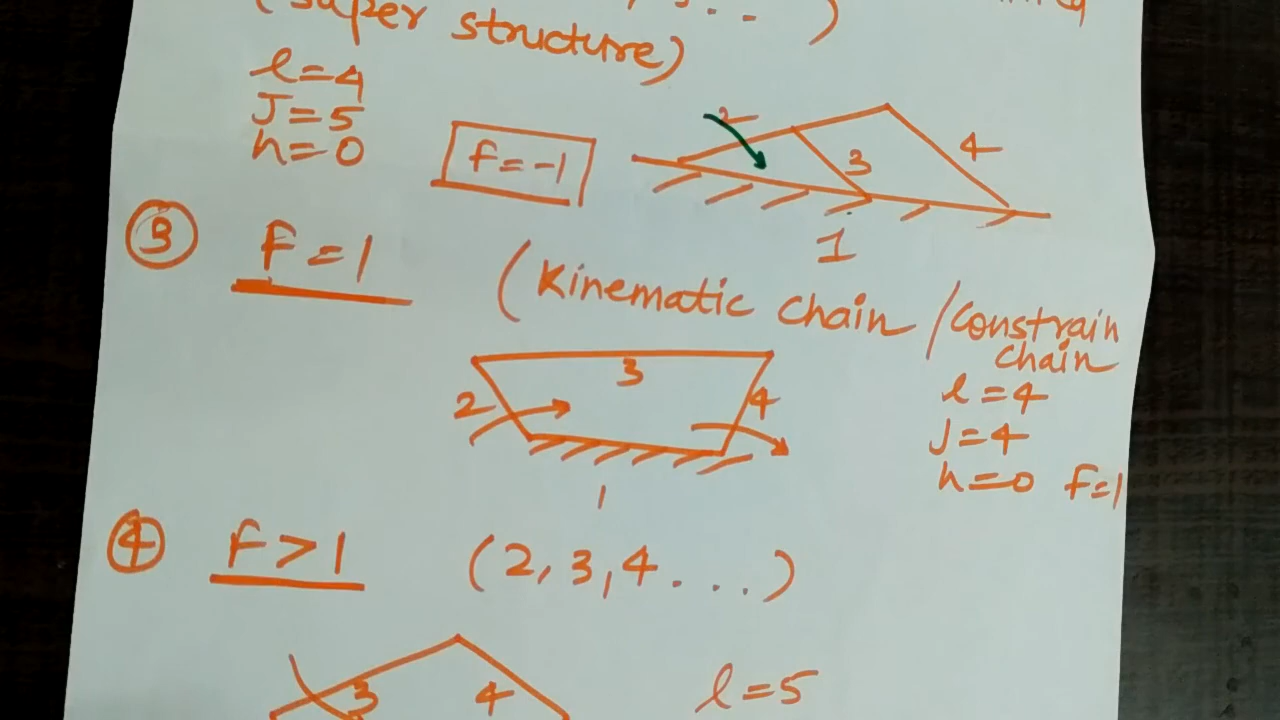 (super structure)
l=4
J=5
h=0
f=-1
2
3
4
1
3
F=1
(Kinematic chain / Constrain chain
3
2
4
1
l=4
J=4
h=0 F=1
4
F>1 (2,3,4....)
3
4
l=5